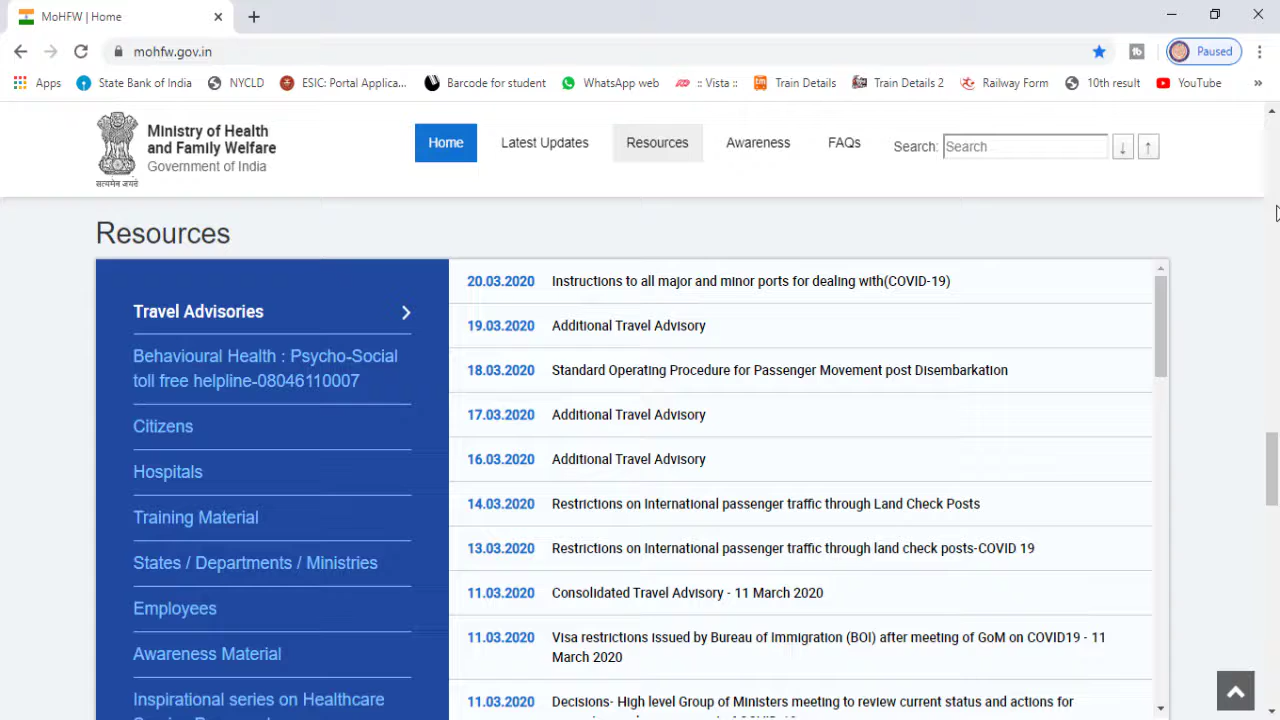 MoHFW | Home
mohfw.gov.in
Paused
Apps State Bank of India NYCLD ESIC: Portal Applica... Barcode for student WhatsApp web :: Vista :: Train Details Train Details 2 Railway Form 10th result YouTube »
Ministry of Health
and Family Welfare
Government of India
सत्यमेव जयते
Home Latest Updates Resources Awareness FAQs Search: Search ↓ ↑
Resources
Travel Advisories
Behavioural Health : Psycho-Social
toll free helpline-08046110007
Citizens
Hospitals
Training Material
States / Departments / Ministries
Employees
Awareness Material
Inspirational series on Healthcare
20.03.2020 Instructions to all major and minor ports for dealing with(COVID-19)
19.03.2020 Additional Travel Advisory
18.03.2020 Standard Operating Procedure for Passenger Movement post Disembarkation
17.03.2020 Additional Travel Advisory
16.03.2020 Additional Travel Advisory
14.03.2020 Restrictions on International passenger traffic through Land Check Posts
13.03.2020 Restrictions on International passenger traffic through land check posts-COVID 19
11.03.2020 Consolidated Travel Advisory - 11 March 2020
11.03.2020 Visa restrictions issued by Bureau of Immigration (BOI) after meeting of GoM on COVID19 - 11
March 2020
11.03.2020 Decisions- High level Group of Ministers meeting to review current status and actions for